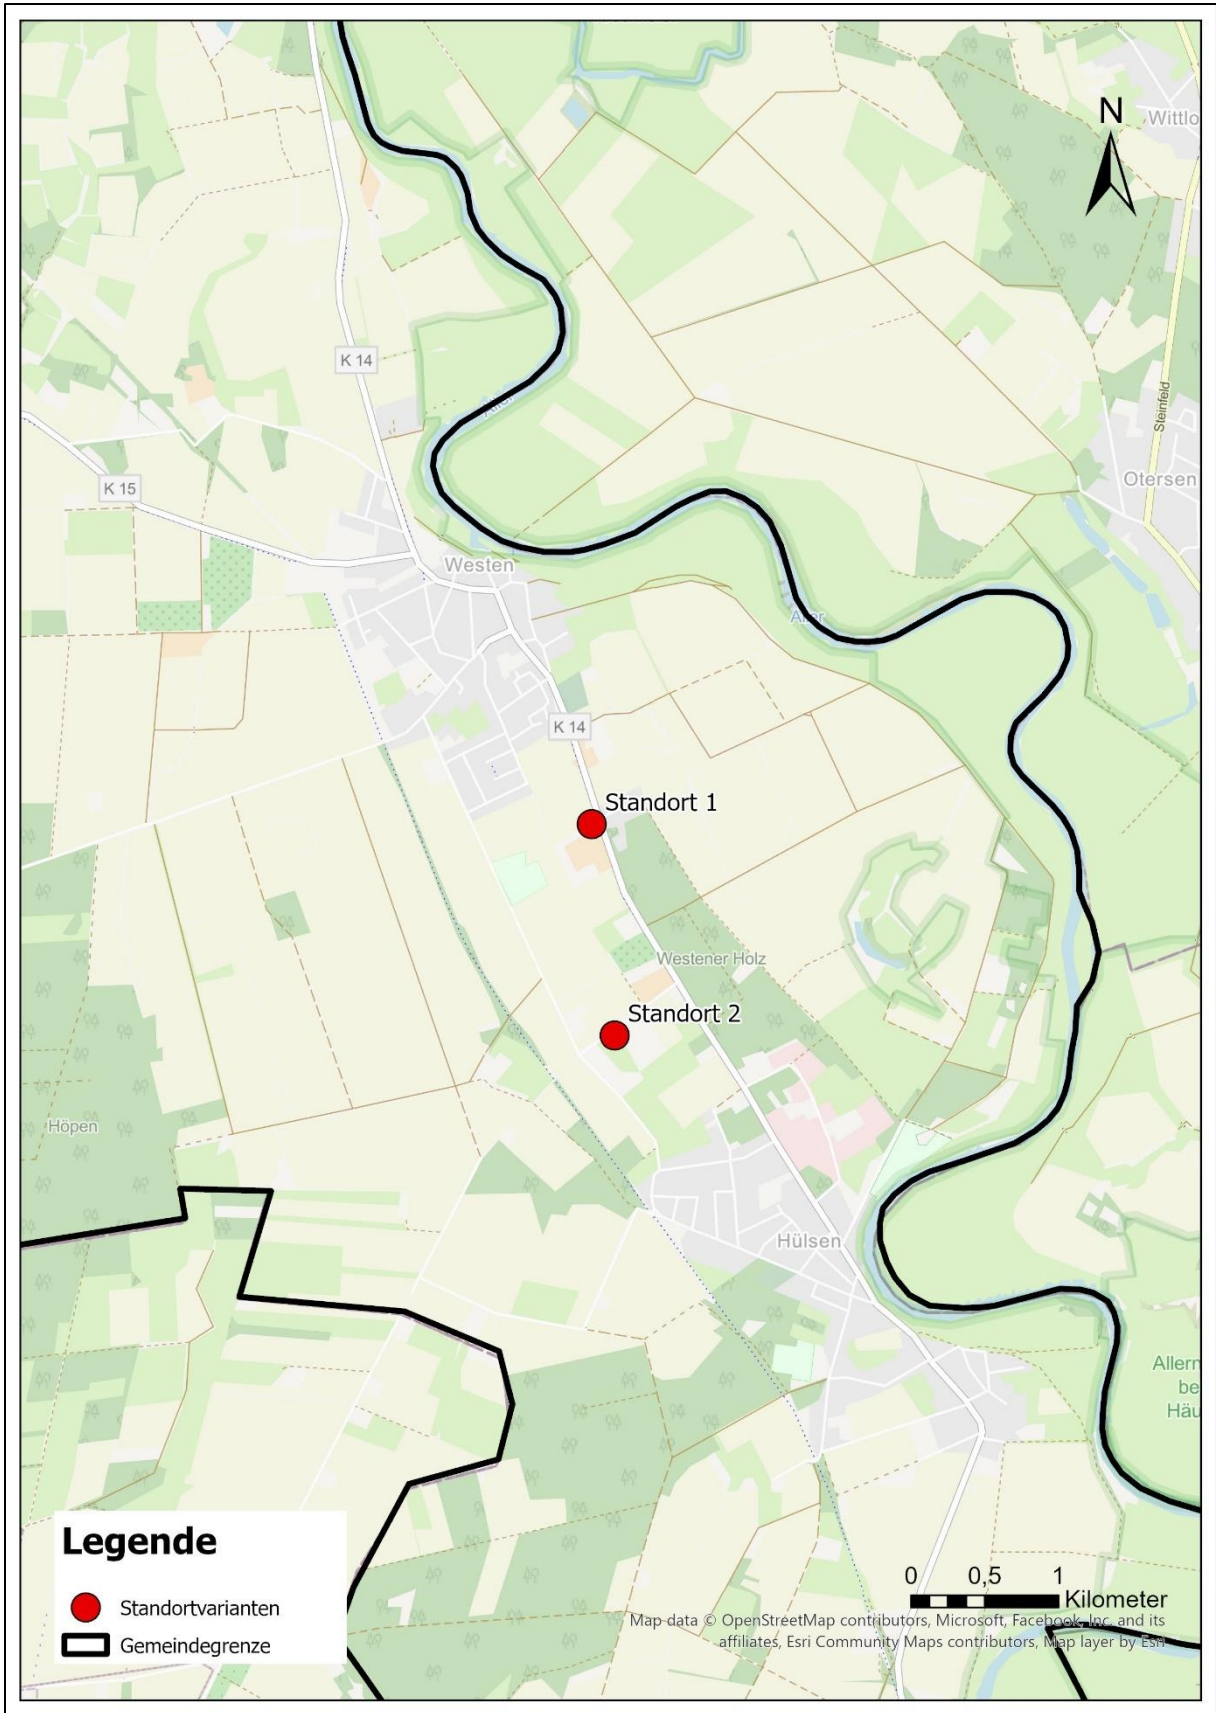 N
Wittlo
K 14
Aller
Steinfeld
K 15
Otersen
Westen
Aller
K 14
Standort 1
Westener Holz
Standort 2
Höpen
Hülsen
Allern
be
Häu
Legende
Standortvarianten
Gemeindegrenze
0 0,5 1
Kilometer
Map data © OpenStreetMap contributors, Microsoft, Facebook, Inc. and its
affiliates, Esri Community Maps contributors, Map layer by Esri